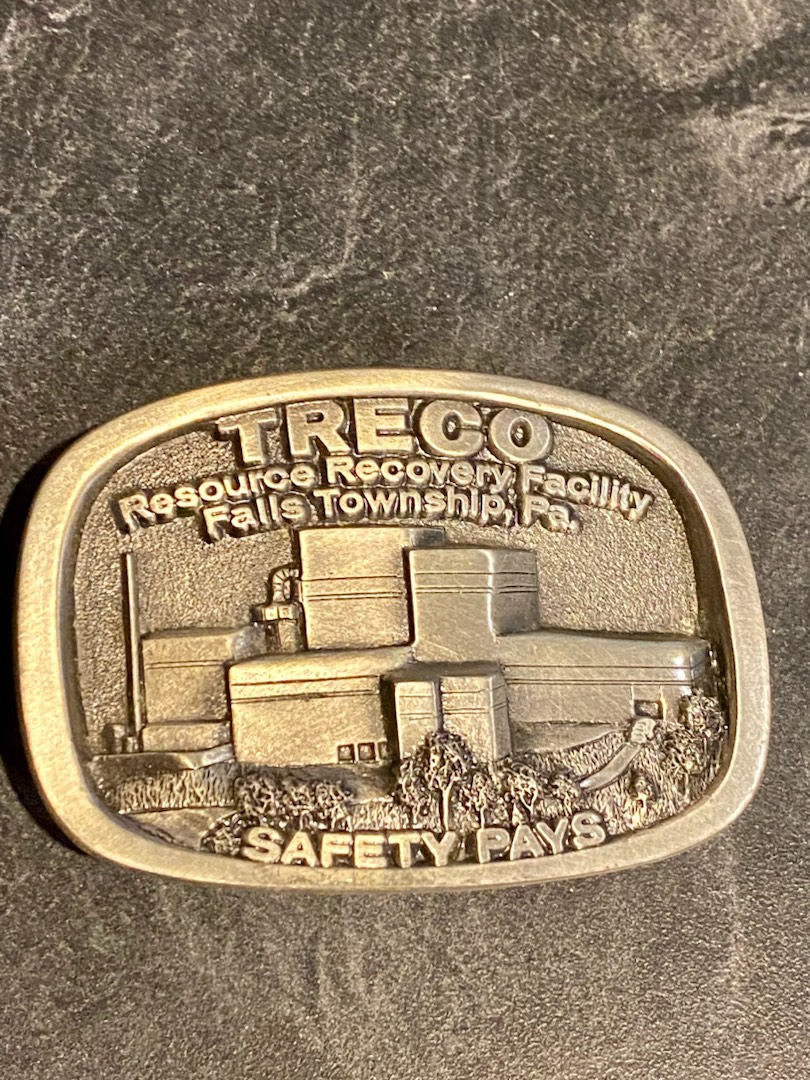 TRECO
Resource Recovery Facility
Falls Township, Pa.
SAFETY PAYS